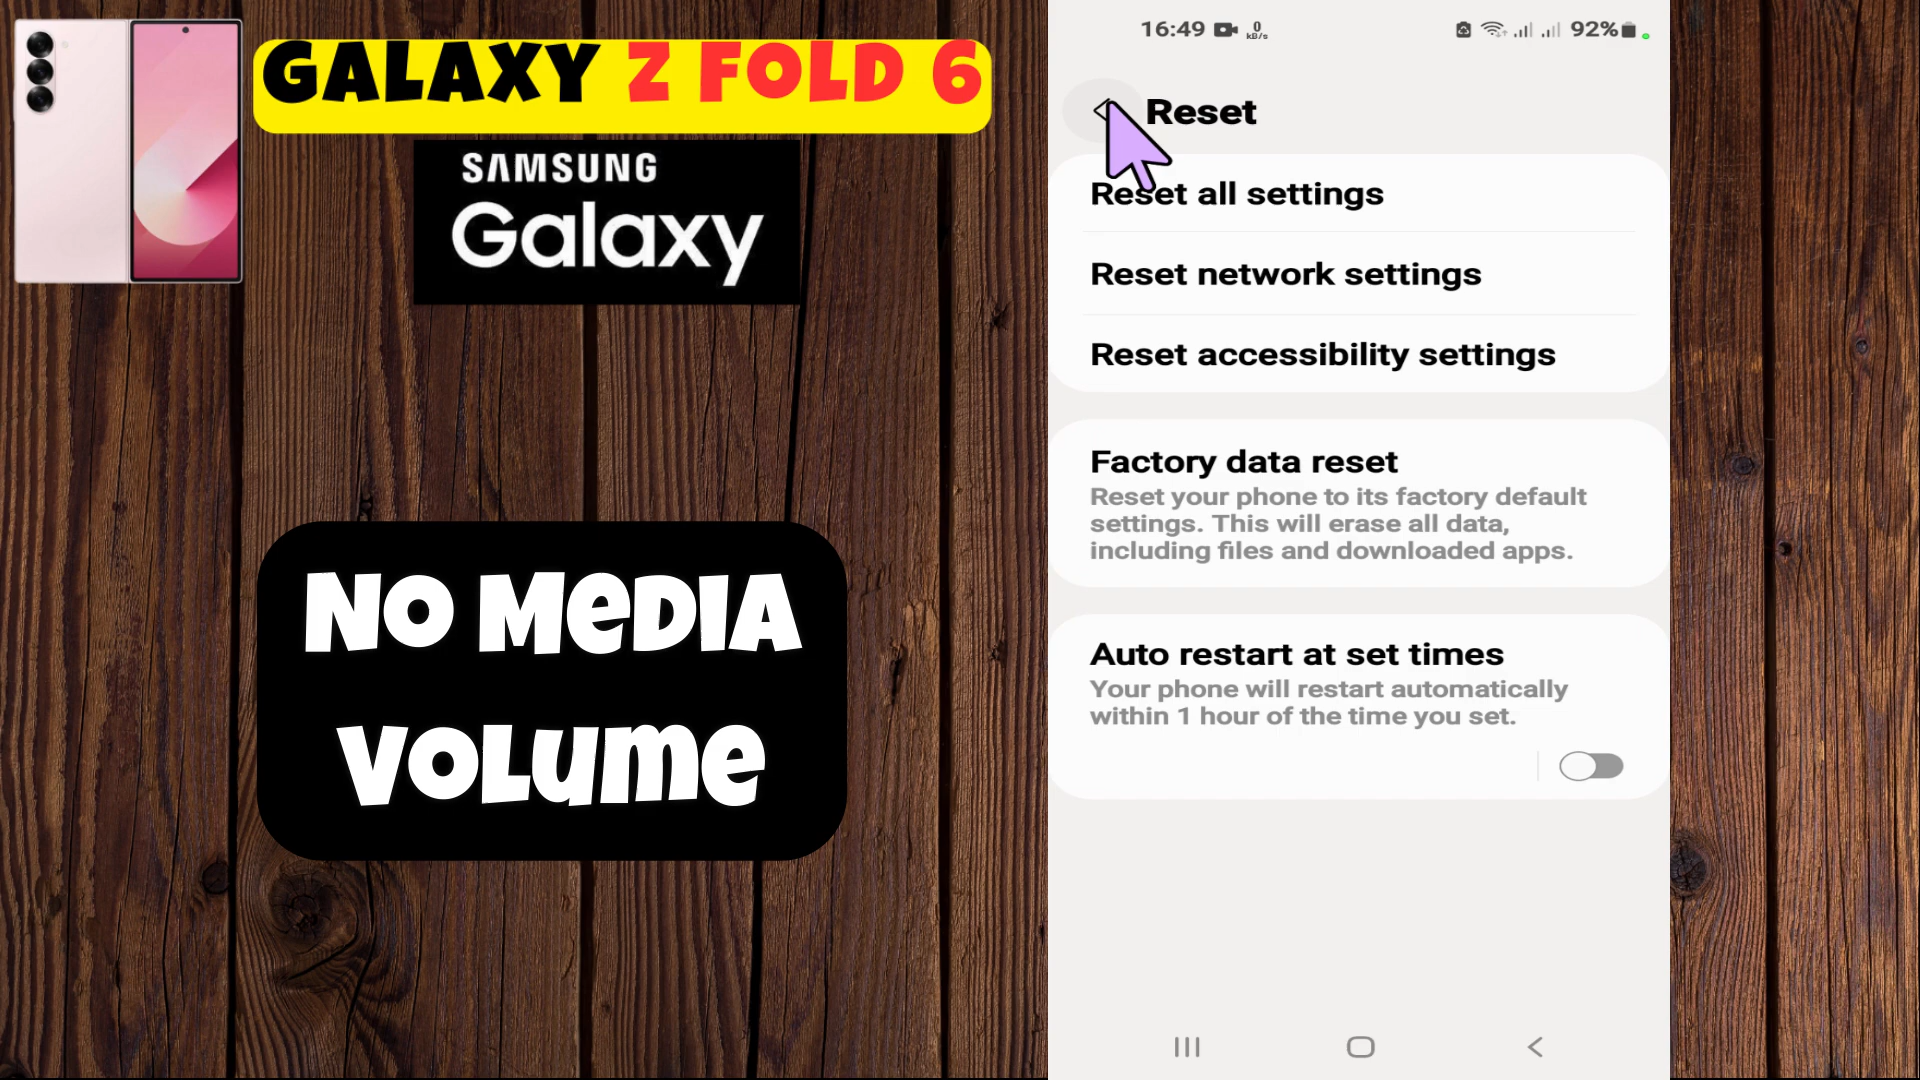 GALAXY Z FOLD 6
SAMSUNG
Galaxy
NO MEDIA
VOLUME
16:49 0 kB/s 92%
Reset
Reset all settings
Reset network settings
Reset accessibility settings
Factory data reset
Reset your phone to its factory default
settings. This will erase all data,
including files and downloaded apps.
Auto restart at set times
Your phone will restart automatically
within 1 hour of the time you set.